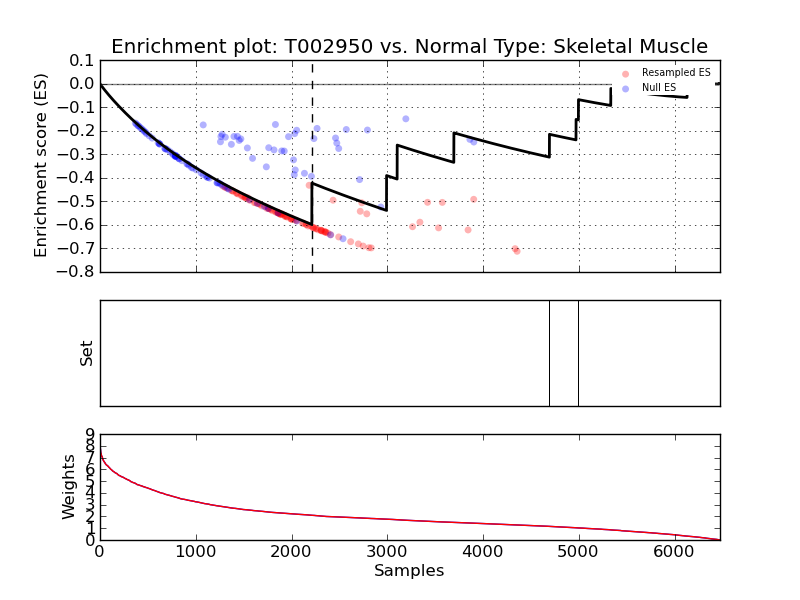 Enrichment plot: T002950 vs. Normal Type: Skeletal Muscle
Enrichment score (ES)
0.1
0.0
−0.1
−0.2
−0.3
−0.4
−0.5
−0.6
−0.7
−0.8
Resampled ES
Null ES
Set
Weights
9
8
7
6
5
4
3
2
1
0
0 1000 2000 3000 4000 5000 6000
Samples